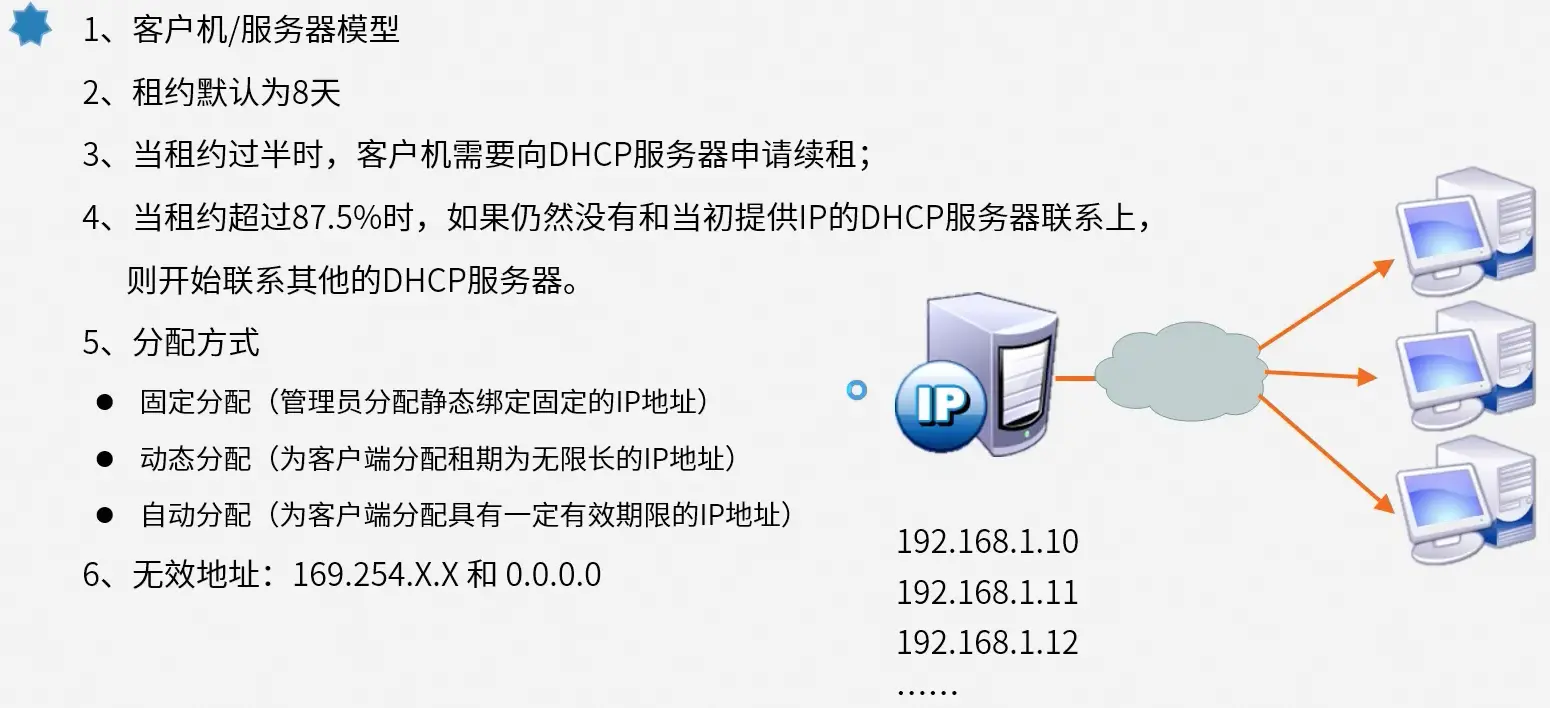 1、客户机/服务器模型
2、租约默认为8天
3、当租约过半时，客户机需要向DHCP服务器申请续租；
4、当租约超过87.5%时，如果仍然没有和当初提供IP的DHCP服务器联系上，
则开始联系其他的DHCP服务器。
5、分配方式
● 固定分配（管理员分配静态绑定固定的IP地址）
● 动态分配（为客户端分配租期为无限长的IP地址）
● 自动分配（为客户端分配具有一定有效期限的IP地址）
6、无效地址：169.254.X.X 和 0.0.0.0
IP
192.168.1.10
192.168.1.11
192.168.1.12
……